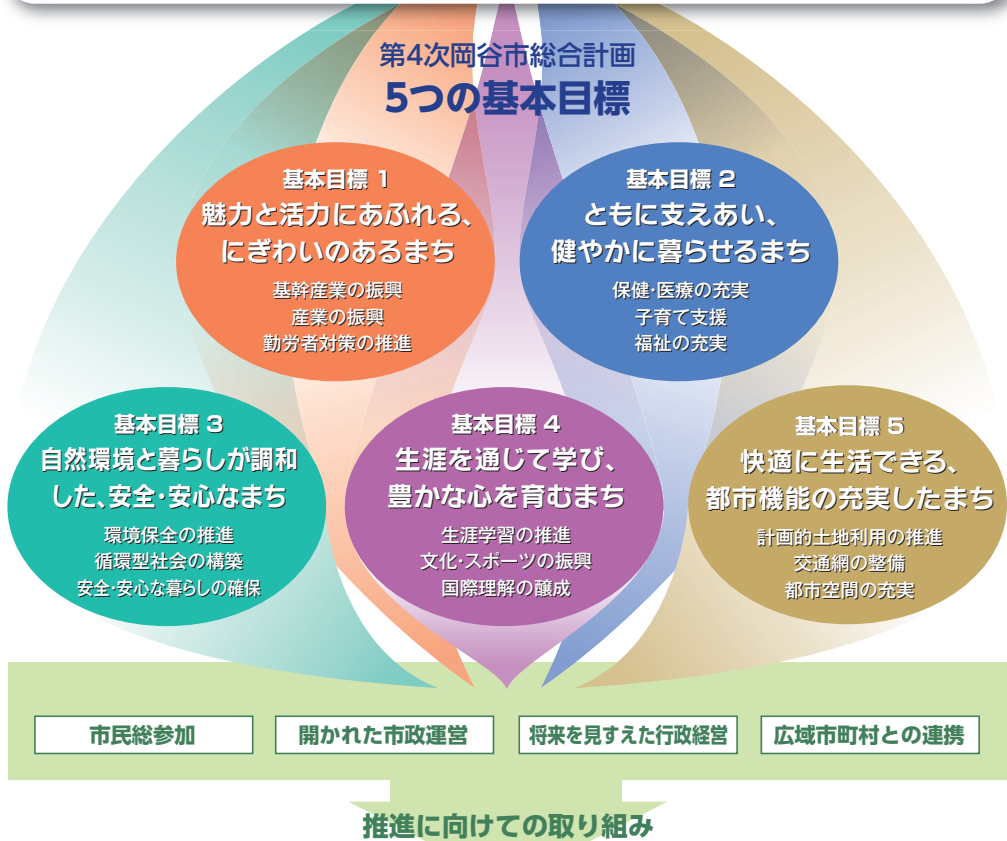 第4次岡谷市総合計画
5つの基本目標
基本目標 1
魅力と活力にあふれる、
にぎわいのあるまち
基幹産業の振興
産業の振興
勤労者対策の推進
基本目標 2
ともに支えあい、
健やかに暮らせるまち
保健・医療の充実
子育て支援
福祉の充実
基本目標 3
自然環境と暮らしが調和
した、安全・安心なまち
環境保全の推進
循環型社会の構築
安全・安心な暮らしの確保
基本目標 4
生涯を通じて学び、
豊かな心を育むまち
生涯学習の推進
文化・スポーツの振興
国際理解の醸成
基本目標 5
快適に生活できる、
都市機能の充実したまち
計画的土地利用の推進
交通網の整備
都市空間の充実
市民総参加
開かれた市政運営
将来を見すえた行政経営
広域市町村との連携
推進に向けての取り組み